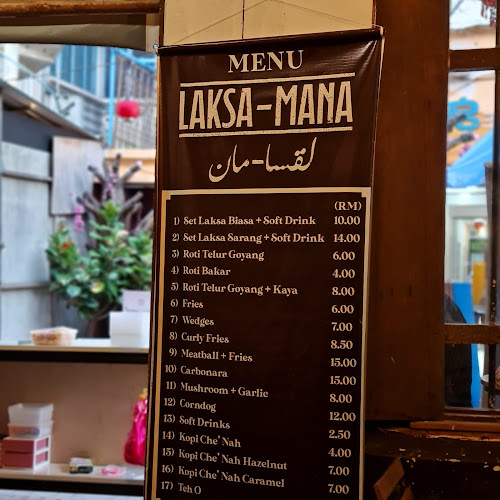 MENU
LAKSA-MANA
لقسا-مان
(RM)
1) Set Laksa Biasa + Soft Drink 10.00
2) Set Laksa Sarang + Soft Drink 14.00
3) Roti Telur Goyang 6.00
4) Roti Bakar 4.00
5) Roti Telur Goyang + Kaya 8.00
6) Fries 6.00
7) Wedges 7.00
8) Curly Fries 8.50
9) Meatball + Fries 15.00
10) Carbonara 15.00
11) Mushroom + Garlic 8.00
12) Corndog 12.00
13) Soft Drinks 2.50
14) Kopi Che' Nah 4.00
15) Kopi Che' Nah Hazelnut 7.00
16) Kopi Che' Nah Caramel 7.00
17) Teh O